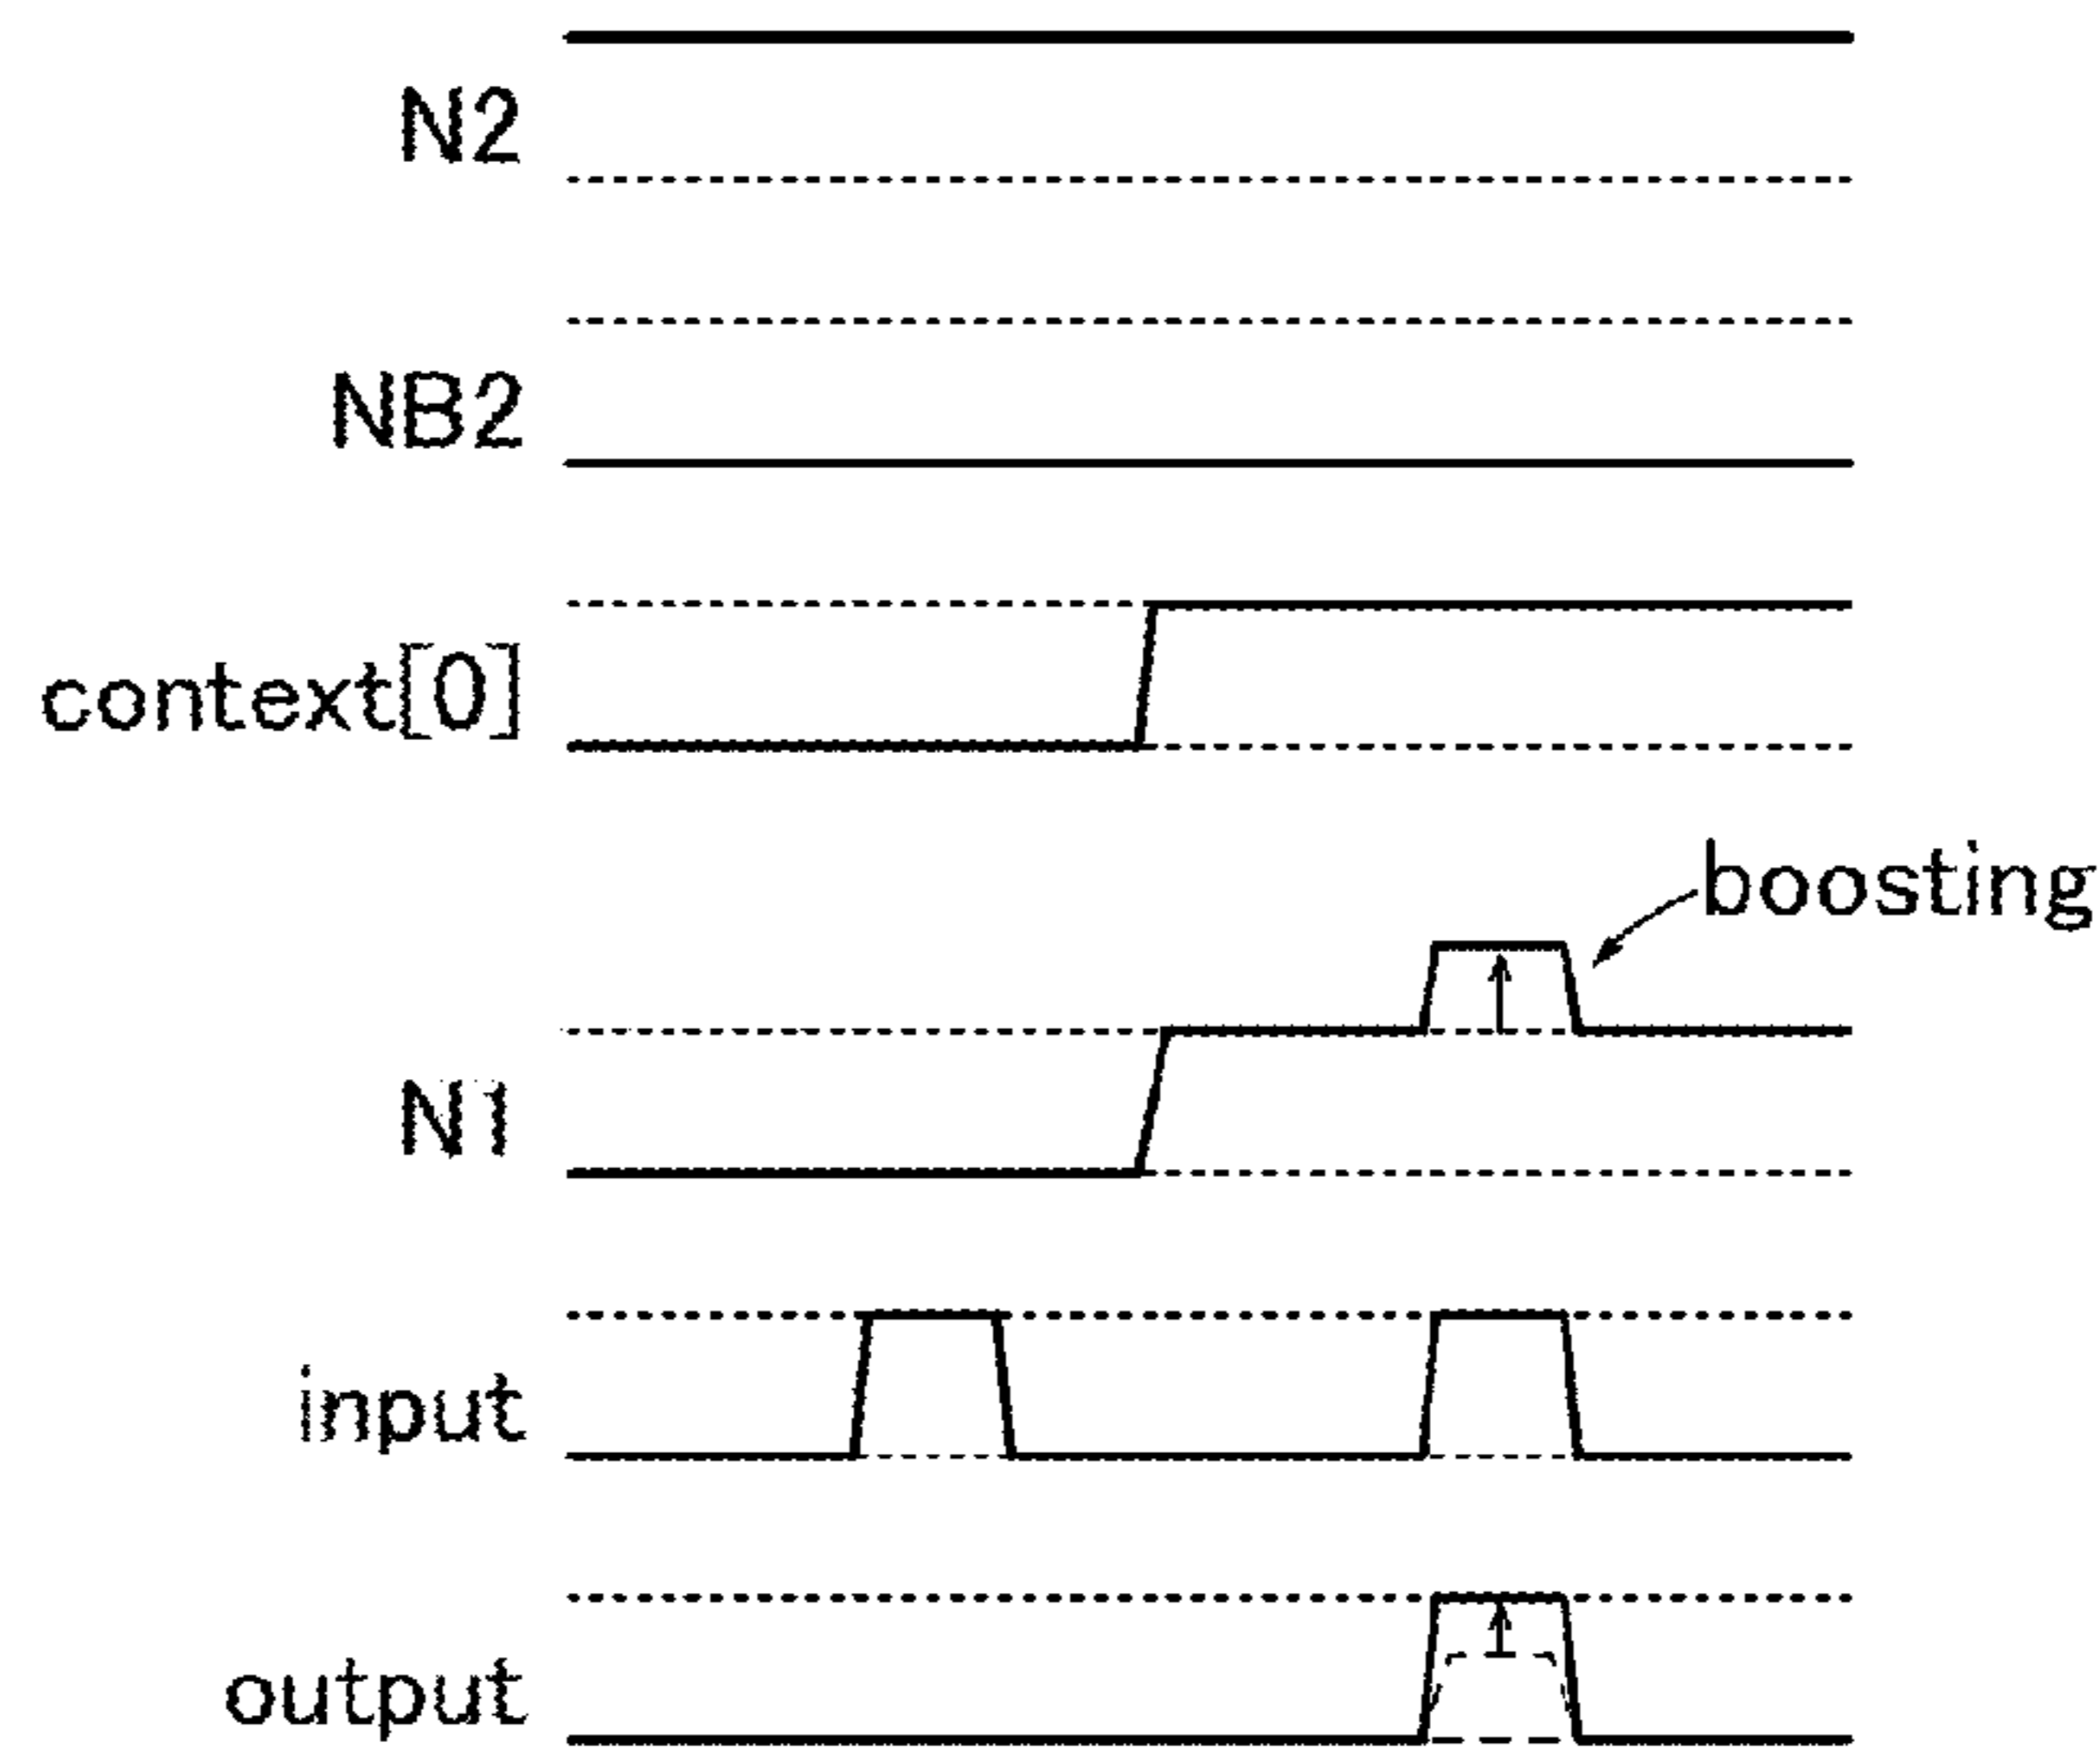 N2
NB2
context[0]
boosting
N1
input
output